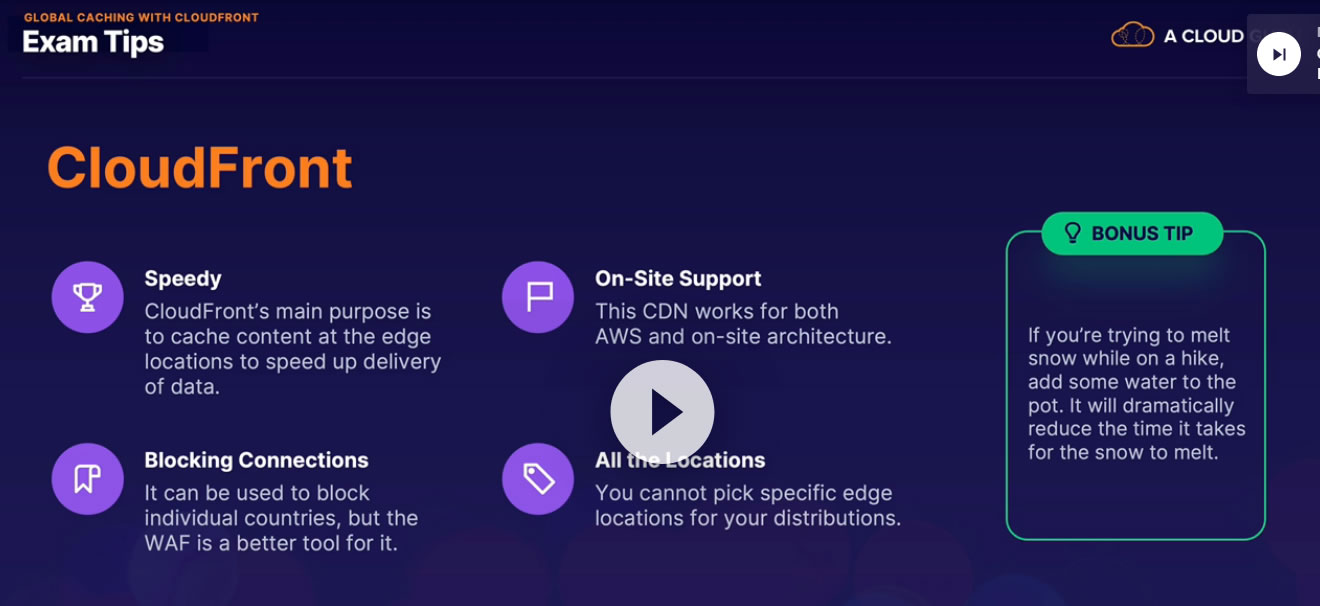 GLOBAL CACHING WITH CLOUDFRONT
Exam Tips
A CLOUD
CloudFront
Speedy
CloudFront’s main purpose is
to cache content at the edge
locations to speed up delivery
of data.
On-Site Support
This CDN works for both
AWS and on-site architecture.
Blocking Connections
It can be used to block
individual countries, but the
WAF is a better tool for it.
All the Locations
You cannot pick specific edge
locations for your distributions.
BONUS TIP
If you’re trying to melt
snow while on a hike,
add some water to the
pot. It will dramatically
reduce the time it takes
for the snow to melt.